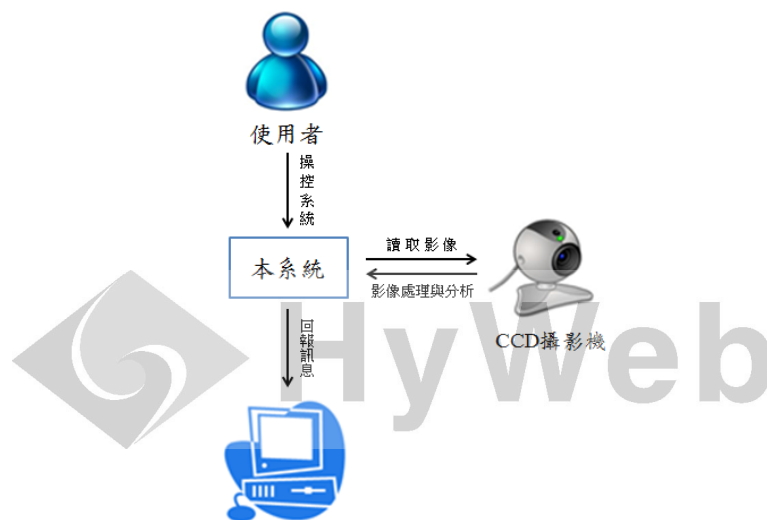 使用者
操控系統
本系統
讀取影像
影像處理與分析
CCD攝影機
回報訊息
HyWeb